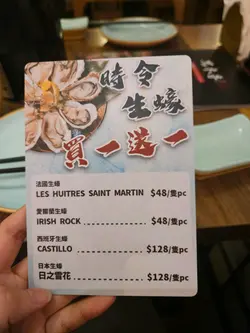 時令
生蠔
買一送一
法國生蠔
LES HUITRES SAINT MARTIN $48/隻pc
愛爾蘭生蠔
IRISH ROCK $48/隻pc
西班牙生蠔
CASTILLO $128/隻pc
日本生蠔
日之雪花 $128/隻pc